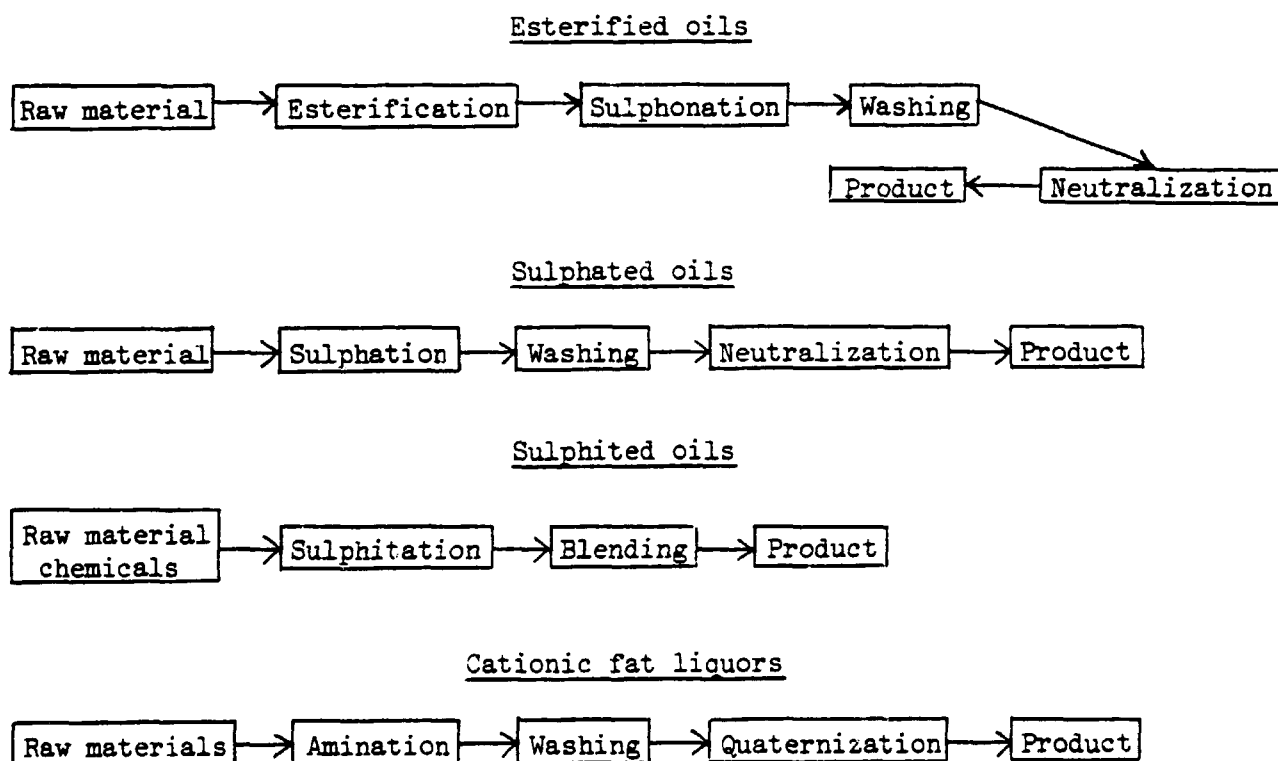 Esterified oils
Raw material
Esterification
Sulphonation
Washing
Product
Neutralization
Sulphated oils
Raw material
Sulphation
Washing
Neutralization
Product
Sulphited oils
Raw material
chemicals
Sulphitation
Blending
Product
Cationic fat liquors
Raw materials
Amination
Washing
Quaternization
Product